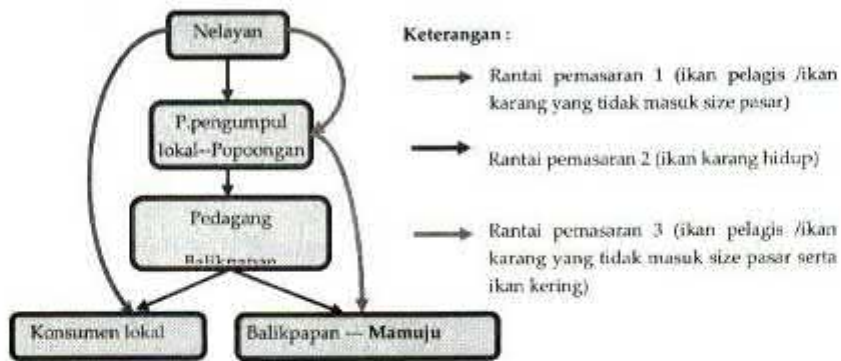 Nelayan
P.pengumpul
lokal--Popoongan
Pedagang
Balikpapan
Konsumen lokal
Balikpapan — Mamuju
Keterangan :
Rantai pemasaran 1 (ikan pelagis /ikan
karang yang tidak masuk size pasar)
Rantai pemasaran 2 (ikan karang hidup)
Rantai pemasaran 3 (ikan pelagis /ikan
karang yang tidak masuk size pasar serta
ikan kering)